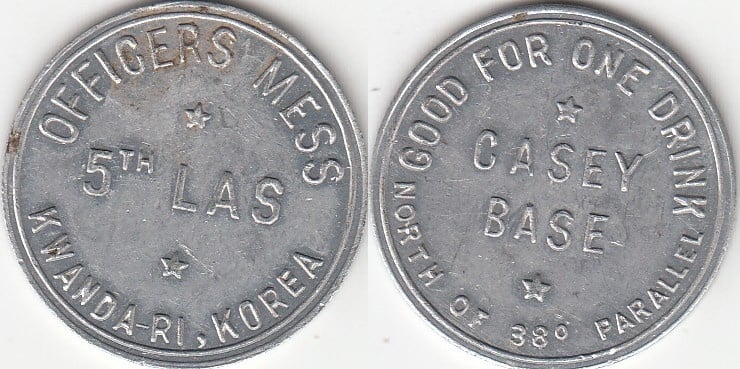 OFFICERS MESS
5TH LAS
KWANDA-RI, KOREA
GOOD FOR ONE DRINK
CASEY
BASE
NORTH OF 38° PARALLEL